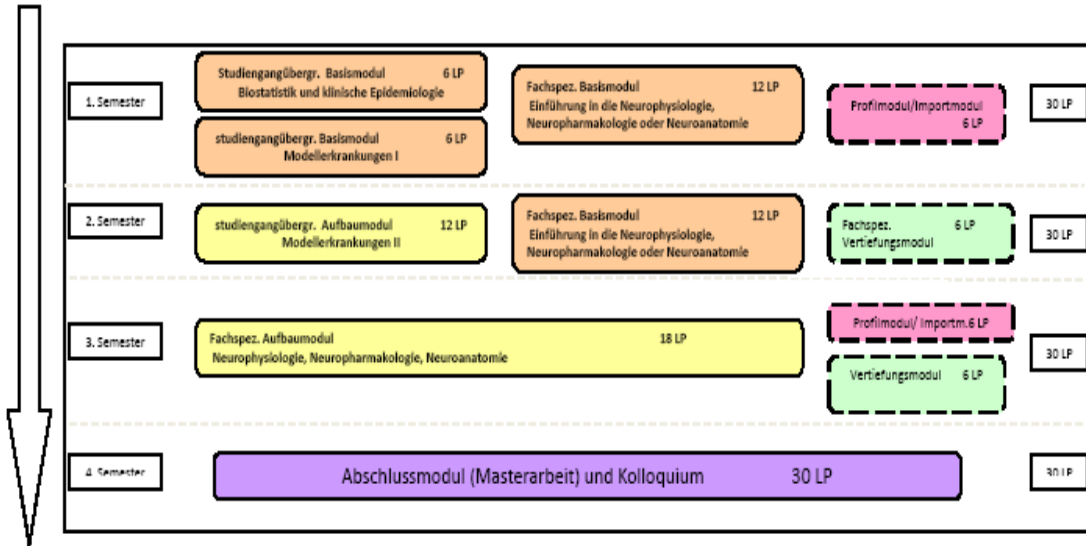 1. Semester
Studiengangübergr. Basismodul 6 LP
Biostatistik und klinische Epidemiologie
studiengangübergr. Basismodul 6 LP
Modellerkrankungen I
Fachspez. Basismodul 12 LP
Einführung in die Neurophysiologie,
Neuropharmakologie oder Neuroanatomie
Profilmodul/Importmodul
6 LP
30 LP
2. Semester
studiengangübergr. Aufbaumodul 12 LP
Modellerkrankungen II
Fachspez. Basismodul 12 LP
Einführung in die Neurophysiologie,
Neuropharmakologie oder Neuroanatomie
Fachspez. 6 LP
Vertiefungsmodul
30 LP
3. Semester
Fachspez. Aufbaumodul 18 LP
Neurophysiologie, Neuropharmakologie, Neuroanatomie
Profilmodul/ Importm.6 LP
Vertiefungsmodul 6 LP
30 LP
4. Semester
Abschlussmodul (Masterarbeit) und Kolloquium 30 LP
30 LP